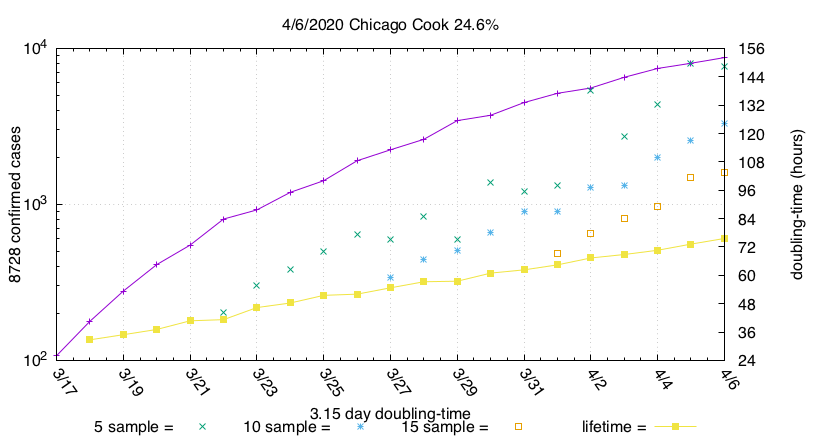 4/6/2020 Chicago Cook 24.6%
10^4
10^3
10^2
8728 confirmed cases
156
144
132
120
108
96
84
72
60
48
36
24
doubling-time (hours)
3/17 3/19 3/21 3/23 3/25 3/27 3/29 3/31 4/2 4/4 4/6
3.15 day doubling-time
5 sample = 10 sample = 15 sample = lifetime =